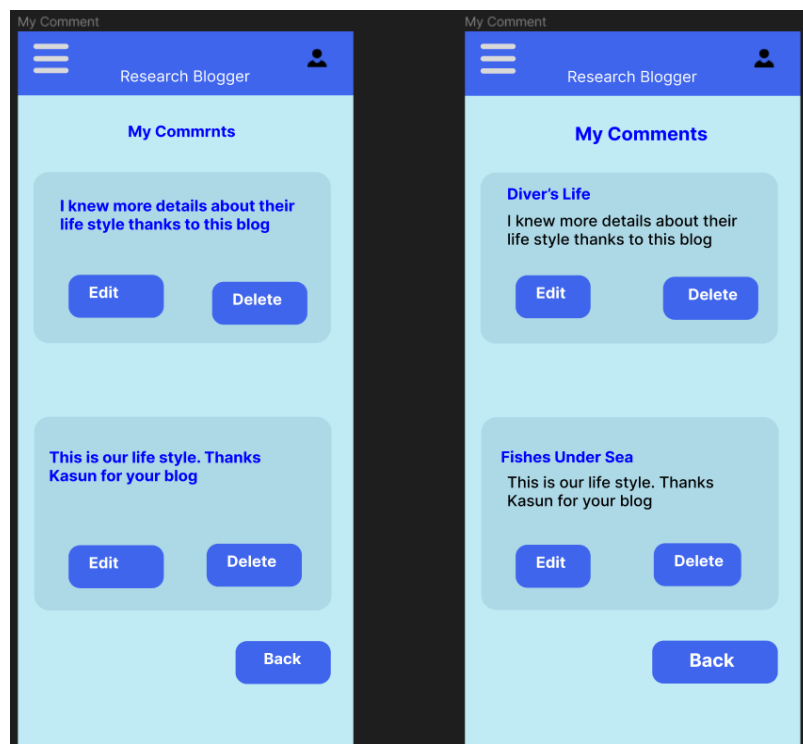 My Comment
Research Blogger
My Commrnts
I knew more details about their
life style thanks to this blog
Edit
Delete
This is our life style. Thanks
Kasun for your blog
Edit
Delete
Back
My Comment
Research Blogger
My Comments
Diver's Life
I knew more details about their
life style thanks to this blog
Edit
Delete
Fishes Under Sea
This is our life style. Thanks
Kasun for your blog
Edit
Delete
Back